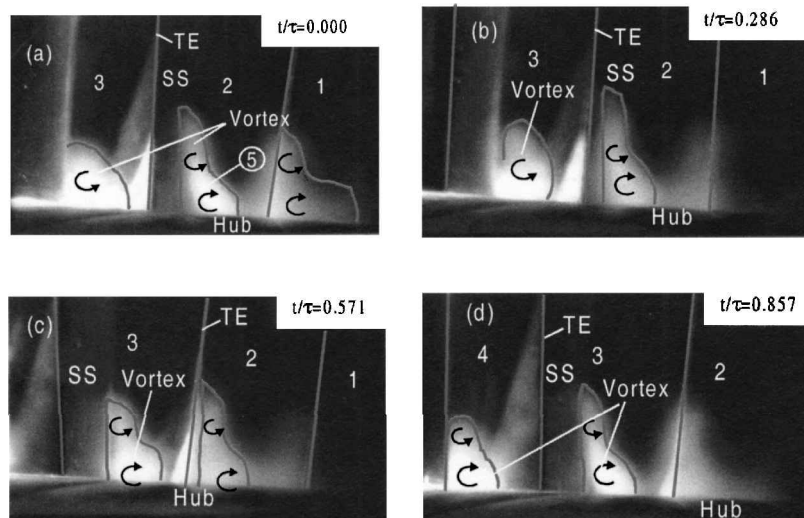 (a)
t/τ=0.000
TE
3
SS
2
1
Vortex
5
Hub
(b)
t/τ=0.286
TE
3
SS
2
1
Vortex
Hub
(c)
t/τ=0.571
TE
3
2
SS
1
Vortex
Hub
(d)
t/τ=0.857
TE
4
3
SS
2
Vortex
Hub